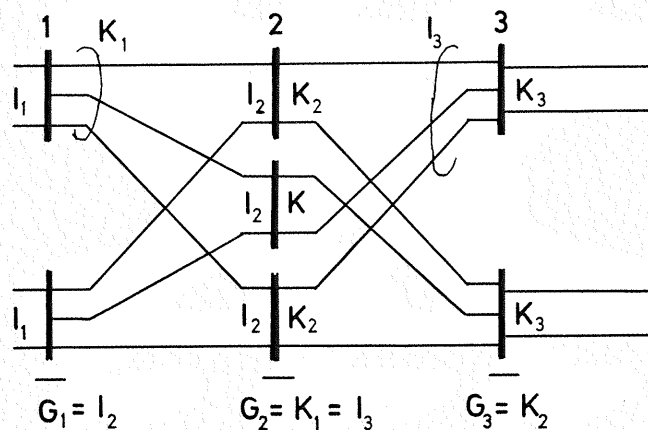 1 K₁ 2 I₃ 3
I₁ I₂ K₂ K₃
I₂ K
I₁ I₂ K₂ K₃
G₁ = I₂ G₂ = K₁ = I₃ G₃ = K₂